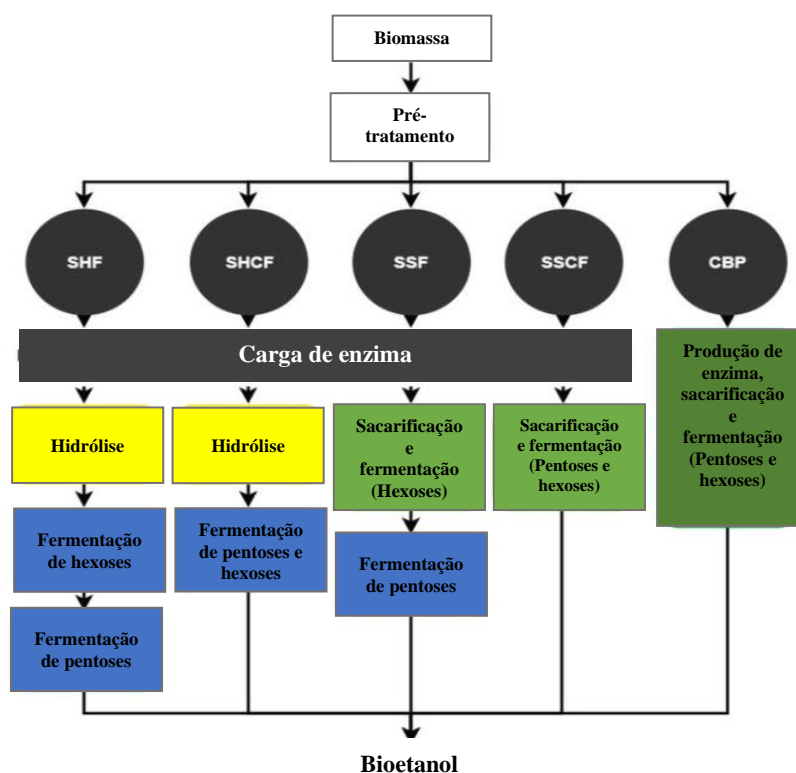 Biomassa
Pré-
tratamento
SHF
SHCF
SSF
SSCF
CBP
Carga de enzima
Produção de
enzima,
sacarificação
e
fermentação
(Pentoses e
hexoses)
Hidrólise
Hidrólise
Sacarificação
e
fermentação
(Hexoses)
Sacarificação
e fermentação
(Pentoses e
hexoses)
Fermentação
de hexoses
Fermentação
de pentoses e
hexoses
Fermentação
de pentoses
Fermentação
de pentoses
Bioetanol